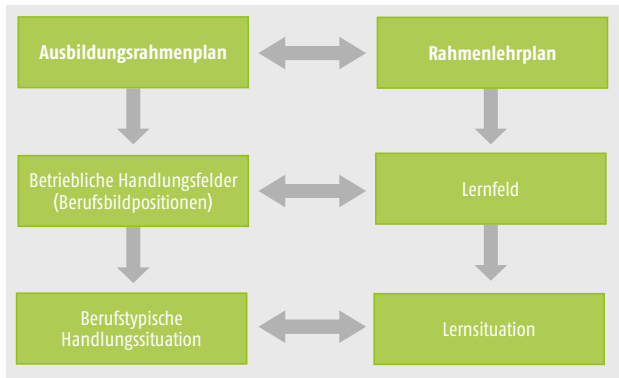 Ausbildungsrahmenplan
Rahmenlehrplan
Betriebliche Handlungsfelder
(Berufsbildpositionen)
Lernfeld
Berufstypische
Handlungssituation
Lernsituation